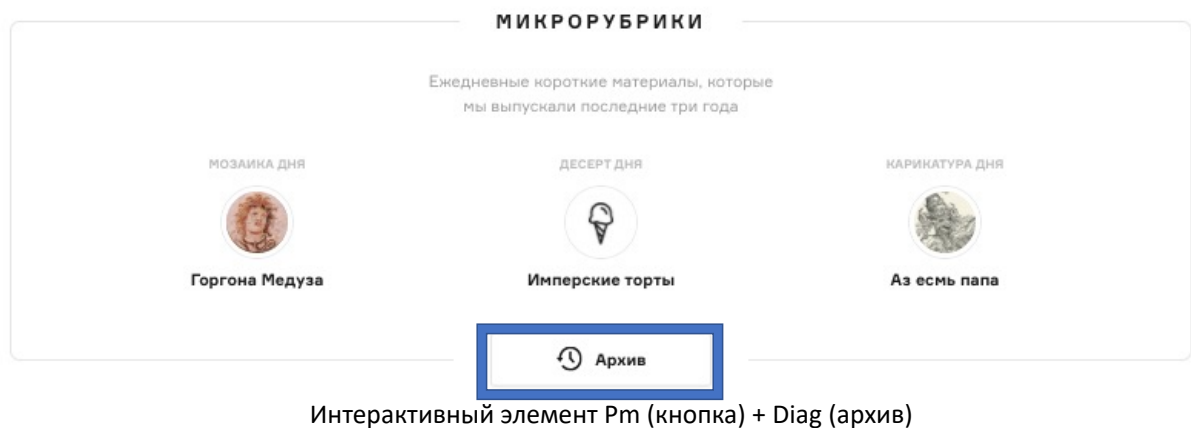 МИКРОРУБРИКИ
Ежедневные короткие материалы, которые
мы выпускали последние три года
МОЗАИКА ДНЯ
Горгона Медуза
ДЕСЕРТ ДНЯ
Имперские торты
КАРИКАТУРА ДНЯ
Аз есмь папа
Архив
Интерактивный элемент Pm (кнопка) + Diag (архив)